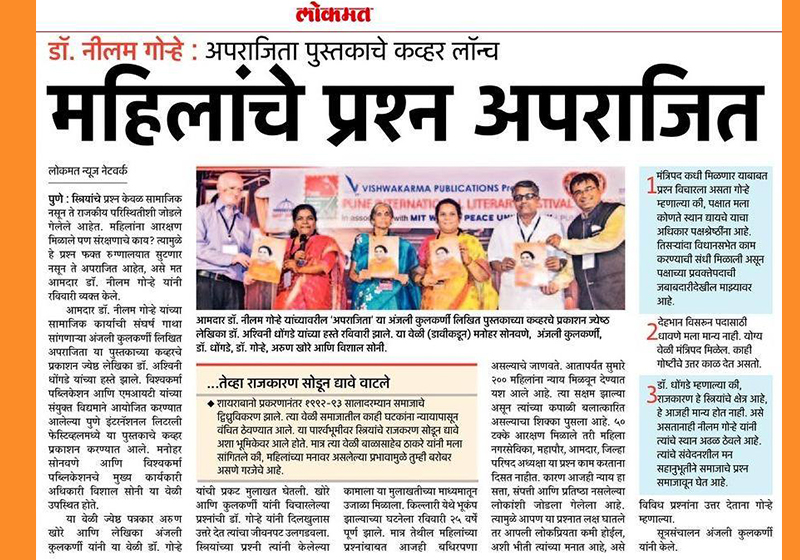 लोकमत
डॉ. नीलम गोऱ्हे : अपराजिता पुस्तकाचे कव्हर लॉन्च
महिलांचे प्रश्न अपराजित
लोकमत न्यूज नेटवर्क
पुणे : स्त्रियांचे प्रश्न केवळ सामाजिक
नसून ते राजकीय परिस्थितीशी जोडले
गेलेले आहेत. महिलांना आरक्षण
मिळाले पण संरक्षणाचे काय? त्यामुळे
हे प्रश्न फक्त रुग्णालयात सुटणार
नसून ते अपराजित आहेत, असे मत
आमदार डॉ. नीलम गोऱ्हे यांनी
रविवारी व्यक्त केले.
आमदार डॉ. नीलम गोऱ्हे यांच्या
सामाजिक कार्याची संघर्ष गाथा
सांगणाऱ्या अंजली कुलकर्णी लिखित
अपराजिता या पुस्तकाच्या कव्हरचे
प्रकाशन ज्येष्ठ लेखिका डॉ. अश्विनी
धोंगडे यांच्या हस्ते झाले. विश्वकर्मा
पब्लिकेशन आणि एमआयटी यांच्या
संयुक्त विद्यमाने आयोजित करण्यात
आलेल्या पुणे इंटरनॅशनल लिटरली
फेस्टिव्हलमध्ये या पुस्तकाचे कव्हर
प्रकाशन करण्यात आले. मनोहर
सोनवणे आणि विश्वकर्मा
पब्लिकेशनचे मुख्य कार्यकारी
अधिकारी विशाल सोनी या वेळी
उपस्थित होते.
या वेळी ज्येष्ठ पत्रकार अरुण
खोरे आणि लेखिका अंजली
कुलकर्णी यांनी या वेळी डॉ. गोऱ्हे
VISHWAKARMA PUBLICATIONS
PUNE INTERNATIONAL LITERARY FESTIVAL
In association with MIT WORLD PEACE
आमदार डॉ. नीलम गोऱ्हे यांच्यावरील 'अपराजिता' या अंजली कुलकर्णी लिखित पुस्तकाच्या कव्हरचे प्रकाशन ज्येष्ठ
लेखिका डॉ. अश्विनी धोंगडे यांच्या हस्ते रविवारी झाले. या वेळी (डावीकडून) मनोहर सोनवणे, अंजली कुलकर्णी,
डॉ. धोंगडे, डॉ. गोऱ्हे, अरुण खोरे आणि विशाल सोनी.
...तेव्हा राजकारण सोडून द्यावे वाटले
◆ शायराबानो प्रकरणानंतर १९९२-९३ सालादरम्यान समाजाचे
द्विध्रुविकरण झाले. त्या वेळी समाजातील काही घटकांना न्यायापासून
वंचित ठेवण्यात आले. या पार्श्वभूमीवर स्त्रियांचे राजकारण सोडून द्यावे
अशा भूमिकेवर आले होते. मात्र त्या वेळी बाळासाहेब ठाकरे यांनी मला
सांगितले की, महिलांच्या मनावर असलेल्या प्रभावामुळे तुम्ही बरोबर
असणे गरजेचे आहे.
यांची प्रकट मुलाखत घेतली. खोरे
आणि कुलकर्णी यांनी विचारलेल्या
प्रश्नांची डॉ. गोऱ्हे यांनी दिलखुलास
उत्तरे देत त्यांचा जीवनपट उलगडवला.
स्त्रियांच्या प्रश्नी त्यांनी केलेल्या
कामाला या मुलाखतीच्या माध्यमातून
उजाळा मिळाला. किल्लारी येथे भूकंप
झाल्याच्या घटनेला रविवारी २५ वर्षे
पूर्ण झाले. मात्र तेथील महिलांच्या
प्रश्नांबाबत आजही बधिरपणा
असल्याचे जाणवते. आतापर्यंत सुमारे
२०० महिलांना न्याय मिळवून देण्यात
यश आले आहे. त्या सक्षम झाल्या
असून त्यांच्या कपाळी बलात्कारित
असल्याचा शिक्का पुसला आहे. ५०
टक्के आरक्षण मिळाले तरी महिला
नगरसेविका, महापौर, आमदार, जिल्हा
परिषद अध्यक्षा या प्रश्न काम करताना
दिसत नाहीत. कारण आजही न्याय हा
सत्ता, संपत्ती आणि प्रतिष्ठा नसलेल्या
लोकांशी जोडला गेलेला आहे.
त्यामुळे आपण या प्रश्नात लक्ष घातले
तर आपली लोकप्रियता कमी होईल,
अशी भीती त्यांच्या मनात आहे, असे
1 मंत्रिपद कधी मिळणार याबाबत
प्रश्न विचारला असता गोऱ्हे
म्हणाल्या की, पक्षात मला
कोणते स्थान द्यायचे याचा
अधिकार पक्षश्रेष्ठींना आहे.
तिसऱ्यांदा विधानसभेत काम
करण्याची संधी मिळाली असून
पक्षाच्या प्रवक्तेपदाची
जबाबदारीदेखील माझ्यावर
आहे.
2 देहभान विसरुन पदासाठी
धावणे मला मान्य नाही. योग्य
वेळी मंत्रिपद मिळेल. काही
गोष्टींचे उत्तर काळ देत असतो.
3 डॉ. धोंगडे म्हणाल्या की,
राजकारण हे स्त्रियांचे क्षेत्र आहे,
हे आजही मान्य होत नाही. असे
असतानाही नीलम गोऱ्हे यांनी
त्यांचे स्थान अढळ ठेवले आहे.
त्यांचे संवेदनशील मन
सहानुभूतीने समाजाचे प्रश्न
समाजावून घेत आहे.
विविध प्रश्नांना उत्तर देताना गोऱ्हे
म्हणाल्या.
सूत्रसंचालन अंजली कुलकर्णी
यांनी केले.